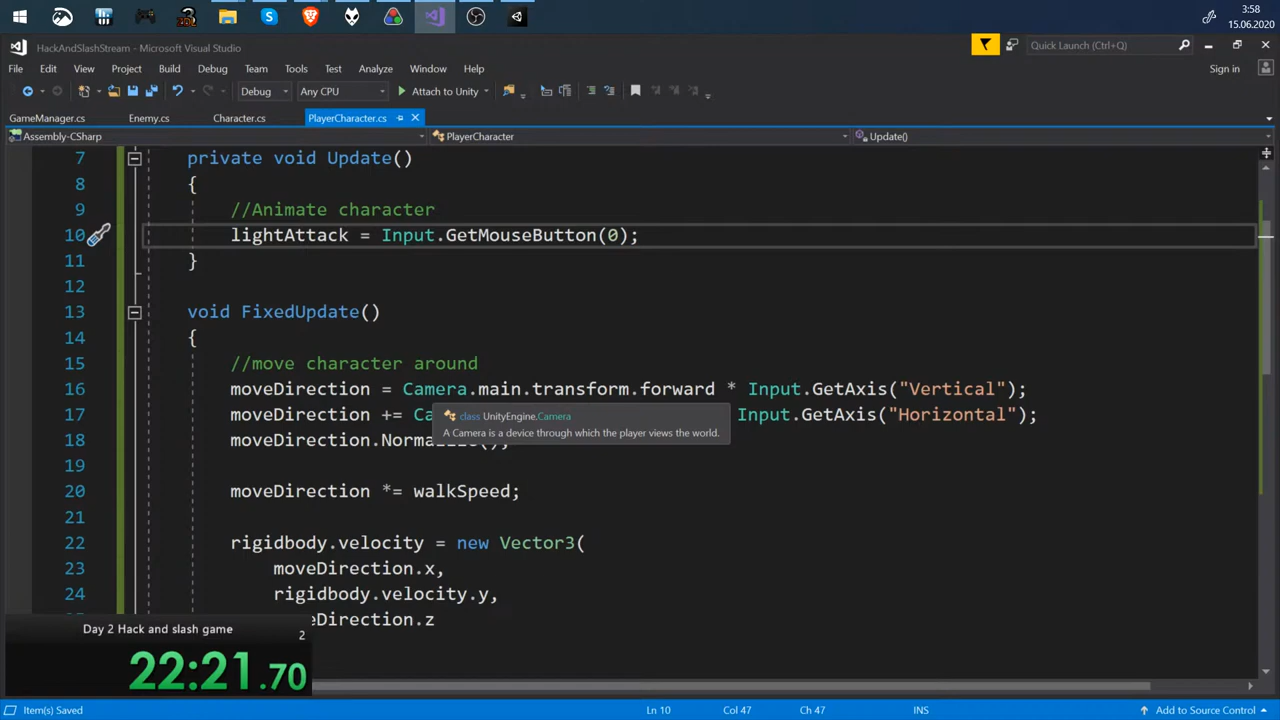 3:58
15.06.2020
HackAndSlashStream - Microsoft Visual Studio
Quick Launch (Ctrl+Q)
File Edit View Project Build Debug Team Tools Test Analyze Window Help
Sign in
Debug Any CPU Attach to Unity
GameManager.cs Enemy.cs Character.cs PlayerCharacter.cs
Assembly-CSharp PlayerCharacter Update()
7 private void Update()
8 {
9 //Animate character
10 lightAttack = Input.GetMouseButton(0);
11 }
12
13 void FixedUpdate()
14 {
15 //move character around
16 moveDirection = Camera.main.transform.forward * Input.GetAxis("Vertical");
17 moveDirection += Ca Input.GetAxis("Horizontal");
class UnityEngine.Camera
A Camera is a device through which the player views the world.
18 moveDirection.Normalize();
19
20 moveDirection *= walkSpeed;
21
22 rigidbody.velocity = new Vector3(
23 moveDirection.x,
24 rigidbody.velocity.y,
eDirection.z
Day 2 Hack and slash game
2
22:21.70
Item(s) Saved Ln 10 Col 47 Ch 47 INS Add to Source Control